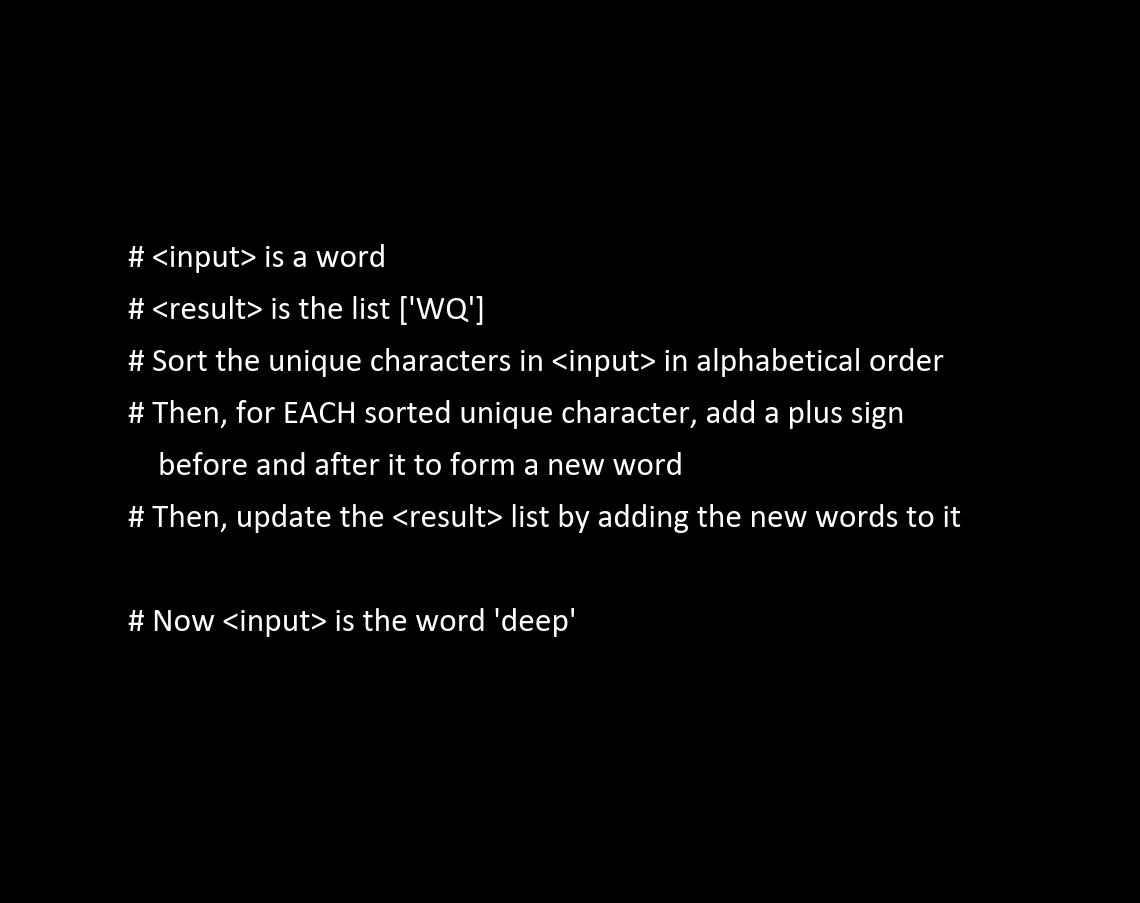 # <input> is a word
# <result> is the list ['WQ']
# Sort the unique characters in <input> in alphabetical order
# Then, for EACH sorted unique character, add a plus sign
before and after it to form a new word
# Then, update the <result> list by adding the new words to it
# Now <input> is the word 'deep'